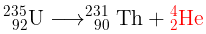 ²³⁵₉₂U ⟶ ²³¹₉₀Th + ⁴₂He